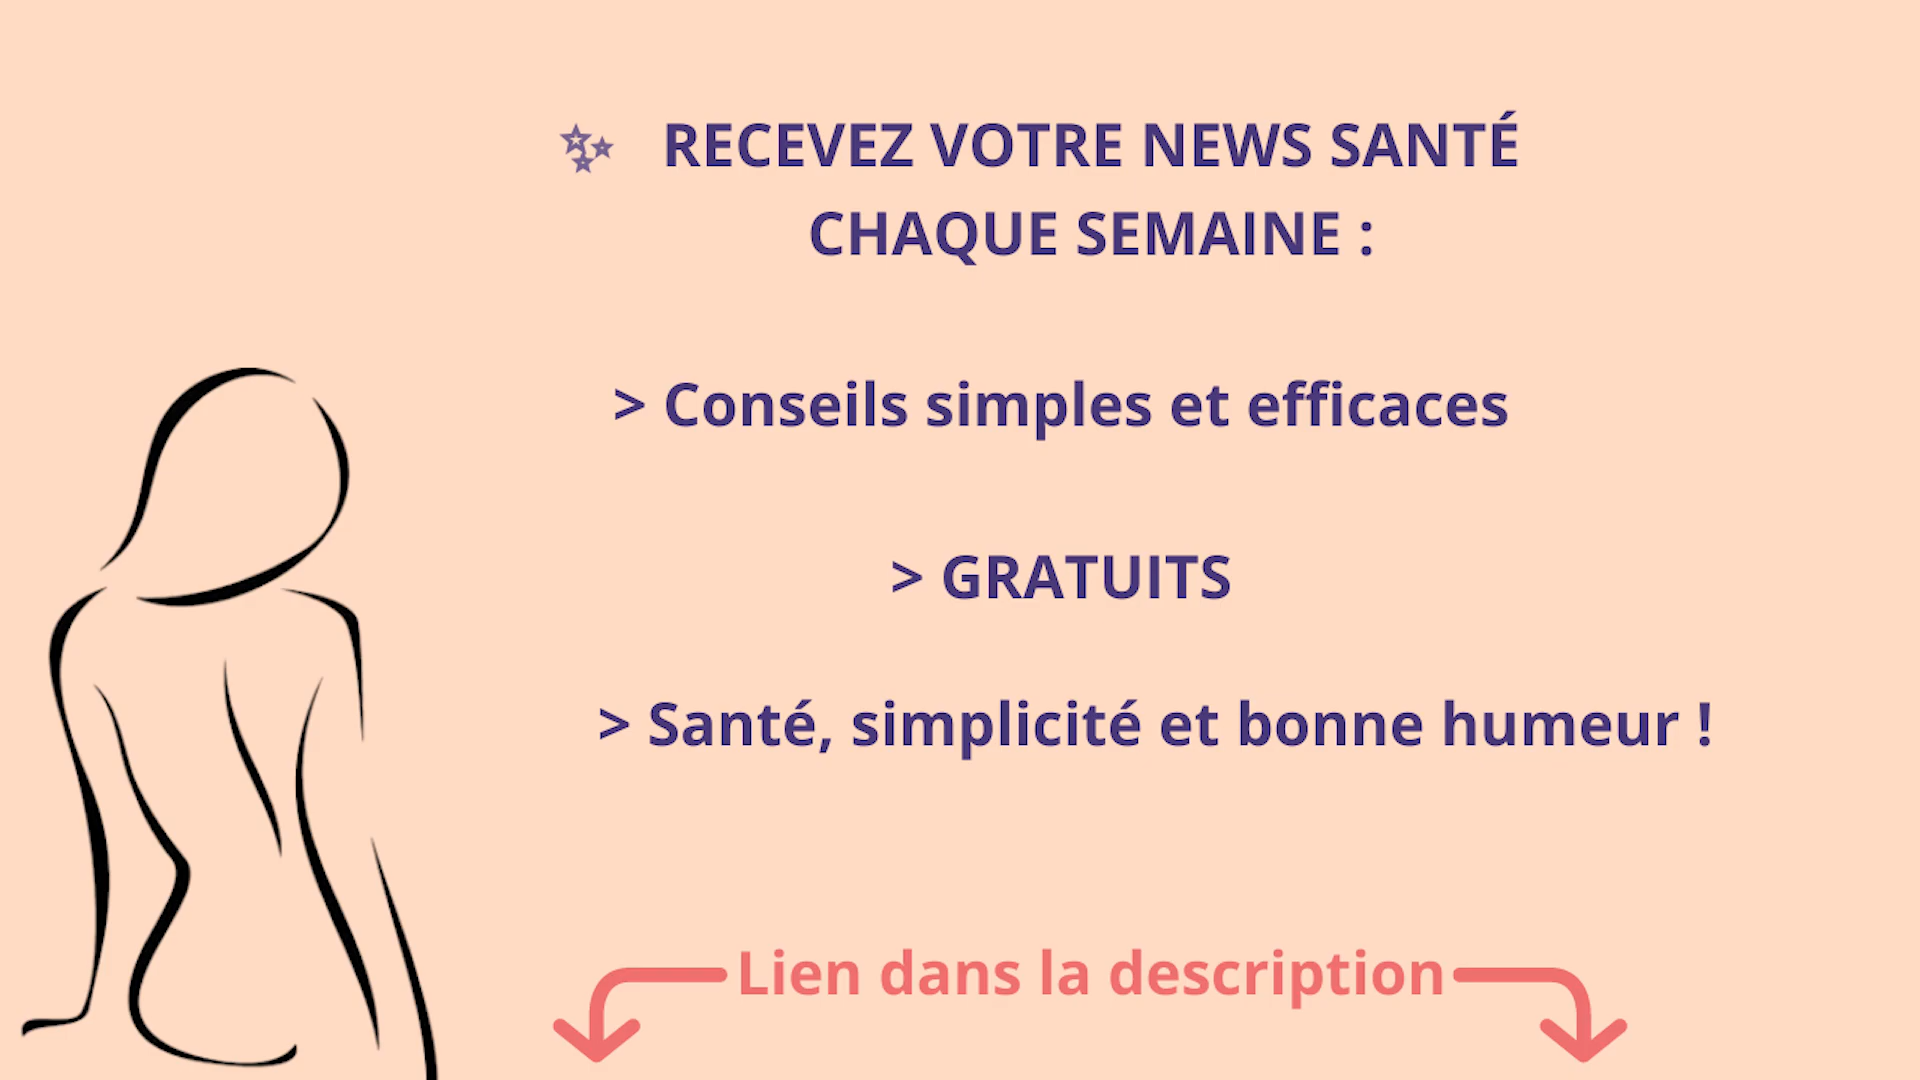 RECEVEZ VOTRE NEWS SANTÉ
CHAQUE SEMAINE :
> Conseils simples et efficaces
> GRATUITS
> Santé, simplicité et bonne humeur !
Lien dans la description